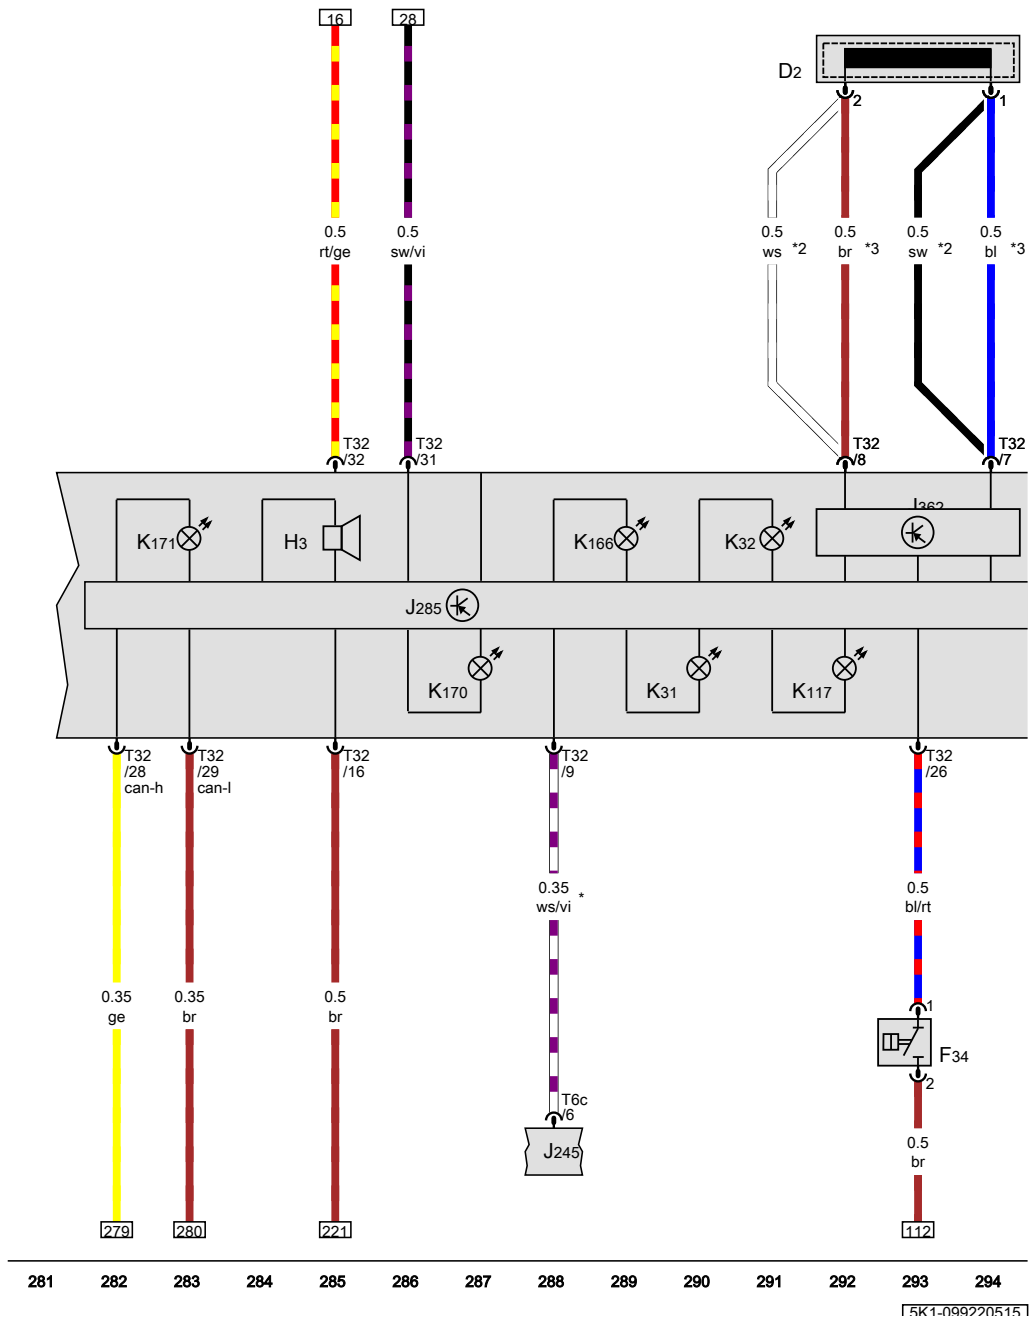 16
28
D2
2
1
0.5
rt/ge
0.5
sw/vi
0.5
ws *2
0.5
br *3
0.5
sw *2
0.5
bl *3
T32
/32
T32
/31
T32
/8
T32
/7
K171
H3
K166
K32
J362
J285
K170
K31
K117
T32
/28
can-h
T32
/29
can-l
T32
/16
T32
/9
T32
/26
0.35
ws/vi *
0.5
bl/rt
0.35
ge
0.35
br
0.5
br
1
F34
2
T6c
/6
J245
0.5
br
279
280
221
112
281 282 283 284 285 286 287 288 289 290 291 292 293 294
5K1-099220515